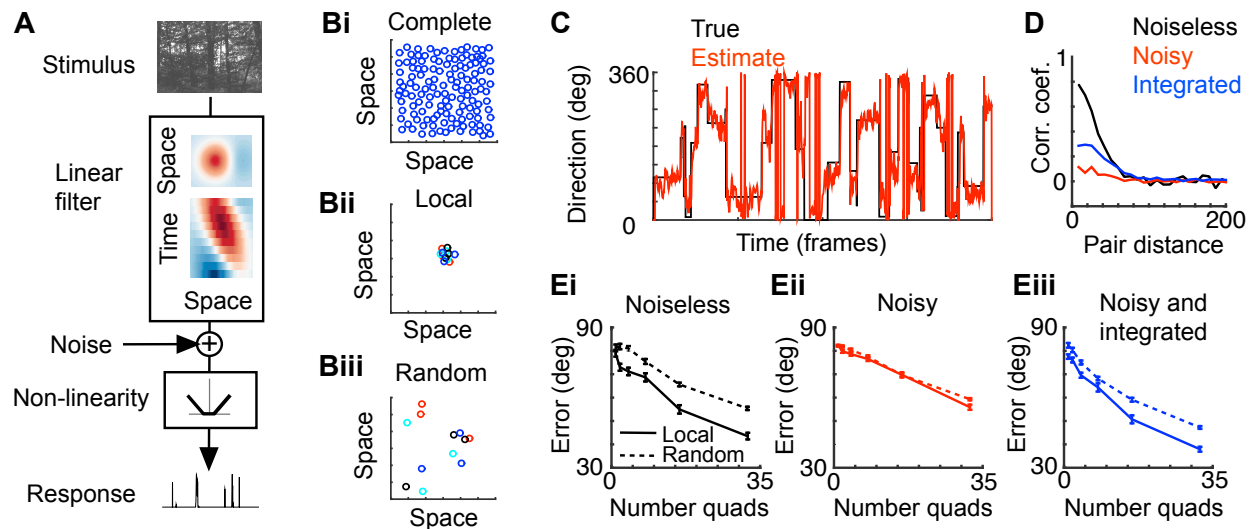 A
Stimulus
Linear
filter
Space
Time
Space
Noise
+
Non-linearity
Response
Bi
Complete
Space
Space
Bii
Local
Space
Space
Biii
Random
Space
Space
C
True
Estimate
Direction (deg)
360
0
Time (frames)
D
Noiseless
Noisy
Integrated
Corr. coef.
1
0
0
200
Pair distance
Ei
Noiseless
Error (deg)
90
30
Local
Random
0
35
Number quads
Eii
Noisy
Error (deg)
90
30
0
35
Number quads
Eiii
Noisy and
integrated
Error (deg)
90
30
0
35
Number quads